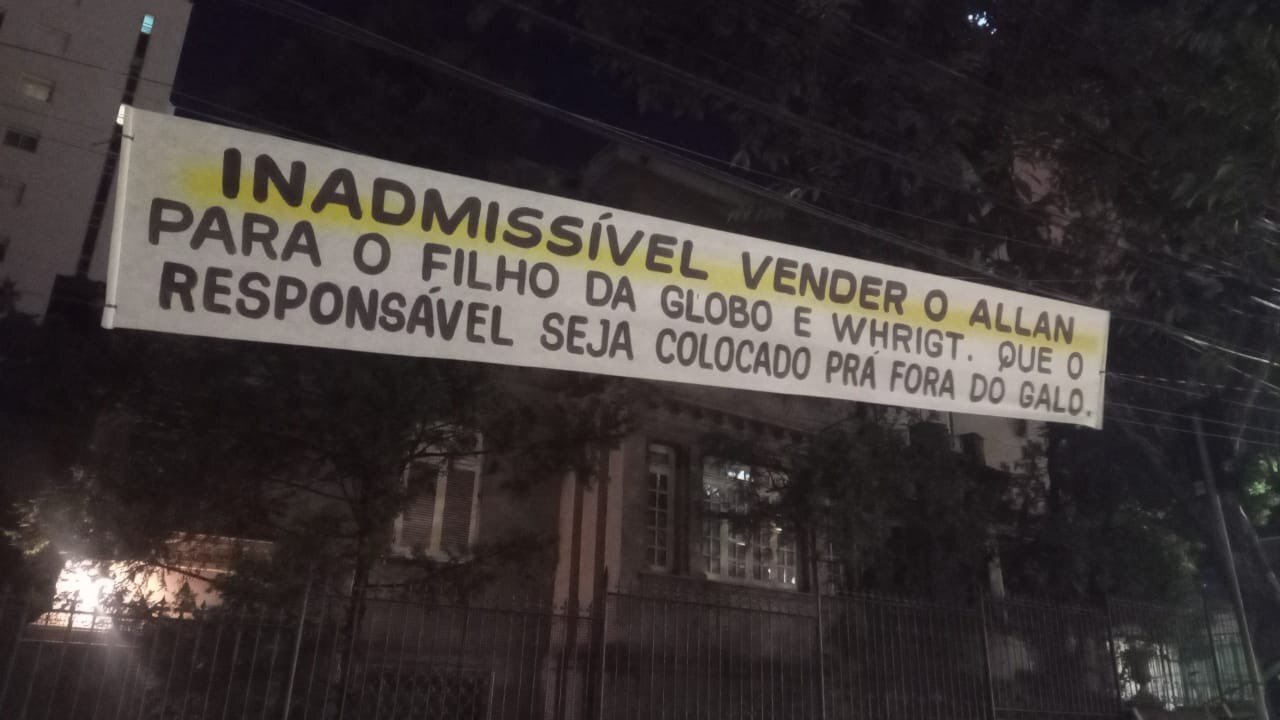 INADMISSÍVEL VENDER O ALLAN
PARA O FILHO DA GLOBO E WHRIGT. QUE O
RESPONSÁVEL SEJA COLOCADO PRÁ FORA DO GALO.